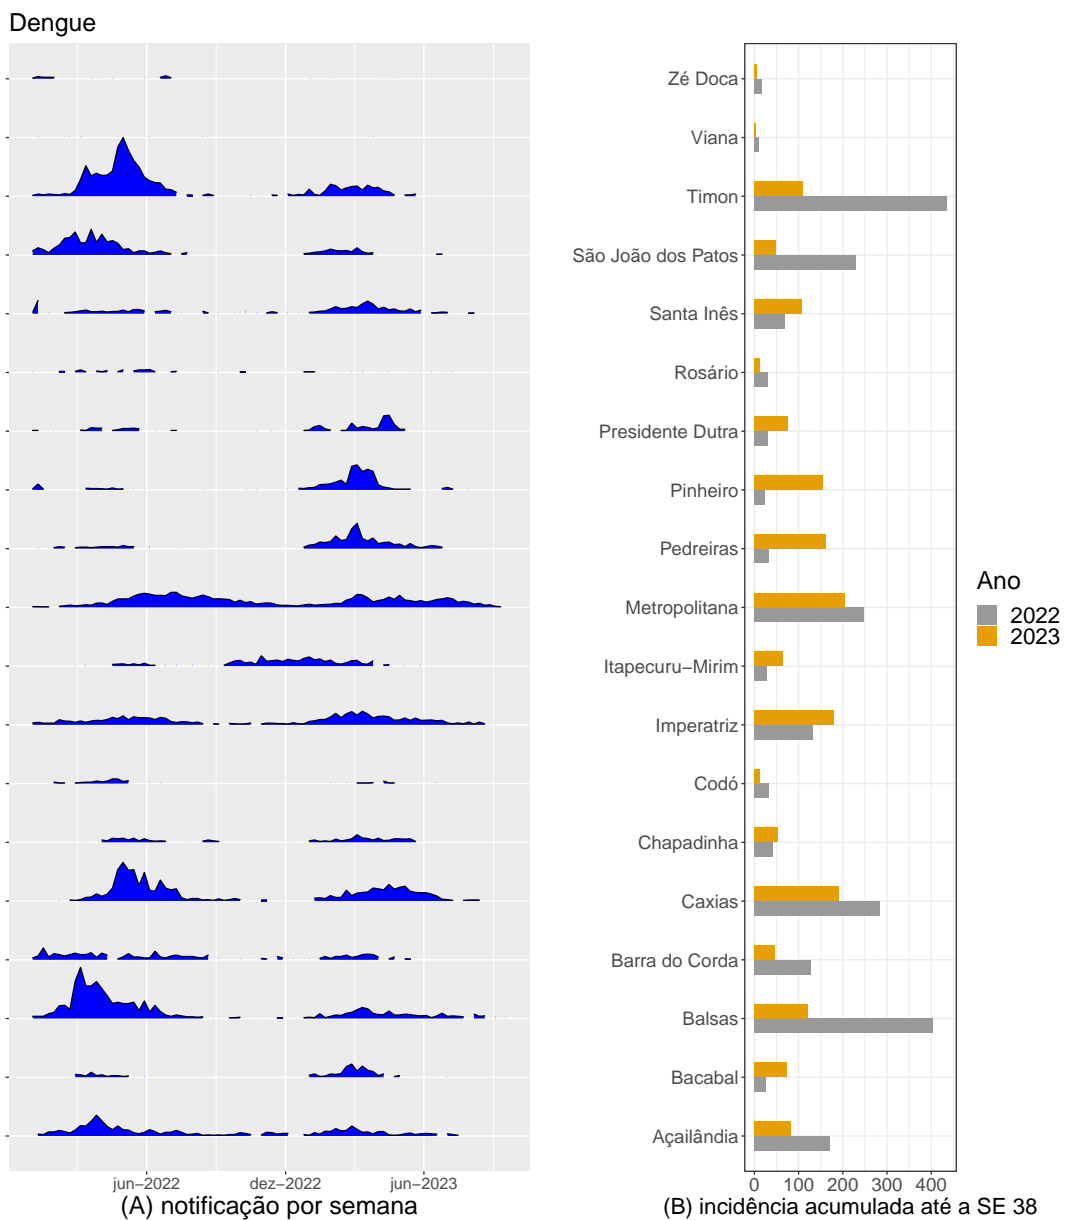 Dengue
Zé Doca
Viana
Timon
São João dos Patos
Santa Inês
Rosário
Presidente Dutra
Pinheiro
Pedreiras
Metropolitana
Itapecuru−Mirim
Imperatriz
Codó
Chapadinha
Caxias
Barra do Corda
Balsas
Bacabal
Açailândia
jun−2022 dez−2022 jun−2023
(A) notificação por semana
0 100 200 300 400
(B) incidência acumulada até a SE 38
Ano
2022
2023